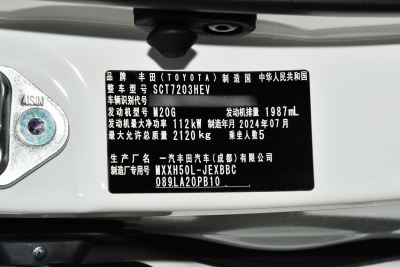 AISIN
品牌 丰田(TOYOTA) 制造国 中华人民共和国
整车型号 SCT7203HEV
车辆识别代号
发动机型号 M20G 发动机排量 1987mL
发动机最大净功率 112kW 制造年月 2024年07月
最大允许总质量 2120kg 乘坐人数 5
一汽丰田汽车(成都)有限公司
制造厂专用号 MXXH50L-JEXBBC
089LA20PB10